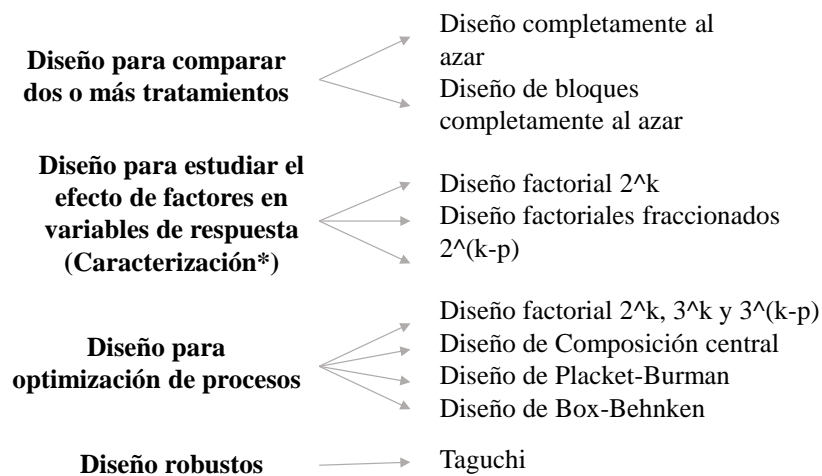 Diseño para comparar
dos o más tratamientos
Diseño completamente al
azar
Diseño de bloques
completamente al azar
Diseño para estudiar el
efecto de factores en
variables de respuesta
(Caracterización*)
Diseño factorial 2^k
Diseño factoriales fraccionados
2^(k-p)
Diseño para
optimización de procesos
Diseño factorial 2^k, 3^k y 3^(k-p)
Diseño de Composición central
Diseño de Placket-Burman
Diseño de Box-Behnken
Diseño robustos
Taguchi